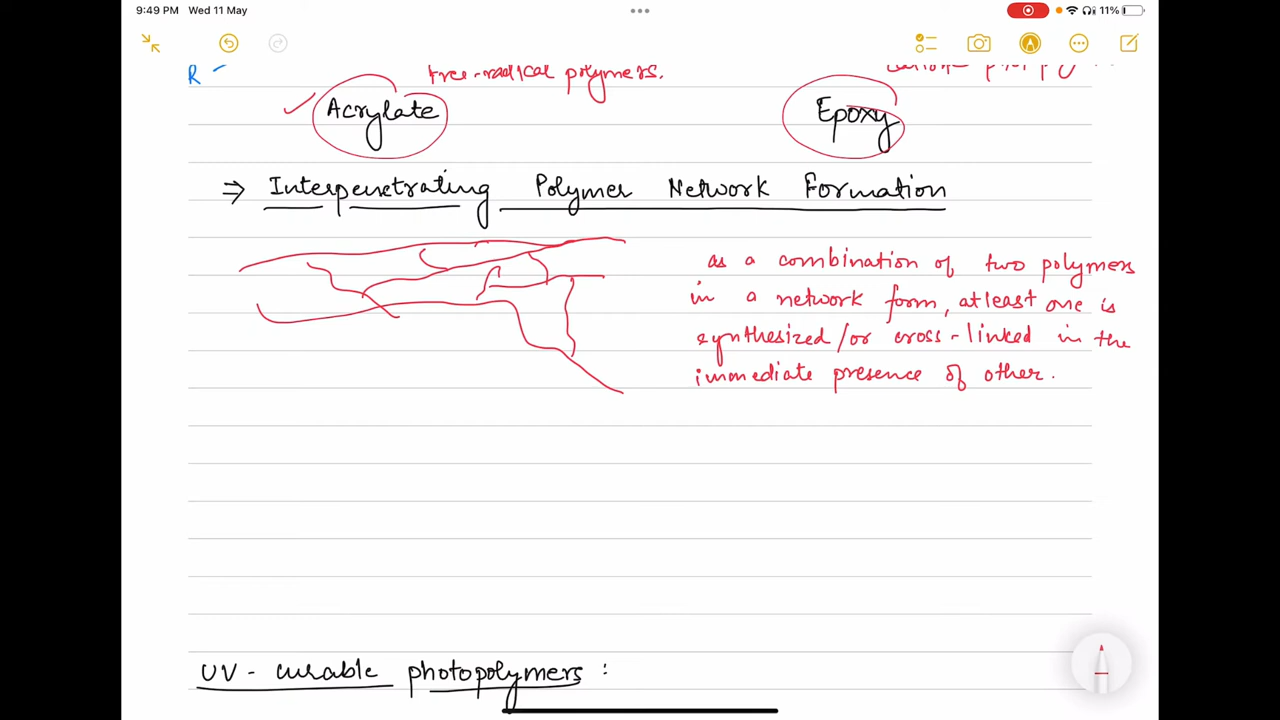 9:49 PM Wed 11 May
11%
R -
Free-radical polymers.
Acrylate
Epoxy
⇒ Interpenetrating Polymer Network Formation
as a combination of two polymers
in a network form, atleast one is
synthesized /or cross-linked in the
immediate presence of other.
UV - curable photopolymers :